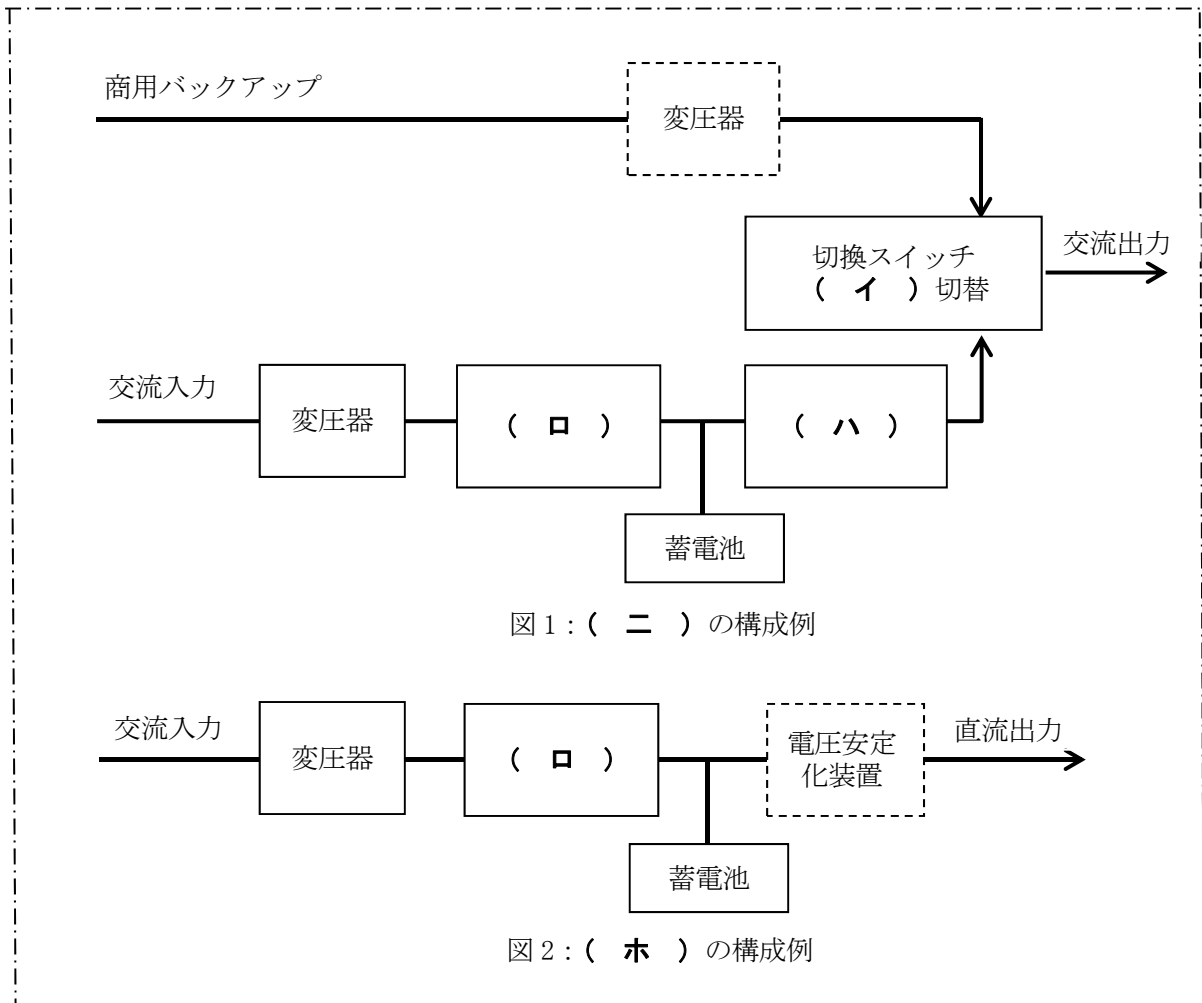 商用バックアップ
変圧器
切換スイッチ
( イ ) 切替
交流出力
交流入力
変圧器
( ロ )
( ハ )
蓄電池
図1:( ニ ) の構成例
交流入力
変圧器
( ロ )
電圧安定
化装置
直流出力
蓄電池
図2:( ホ ) の構成例